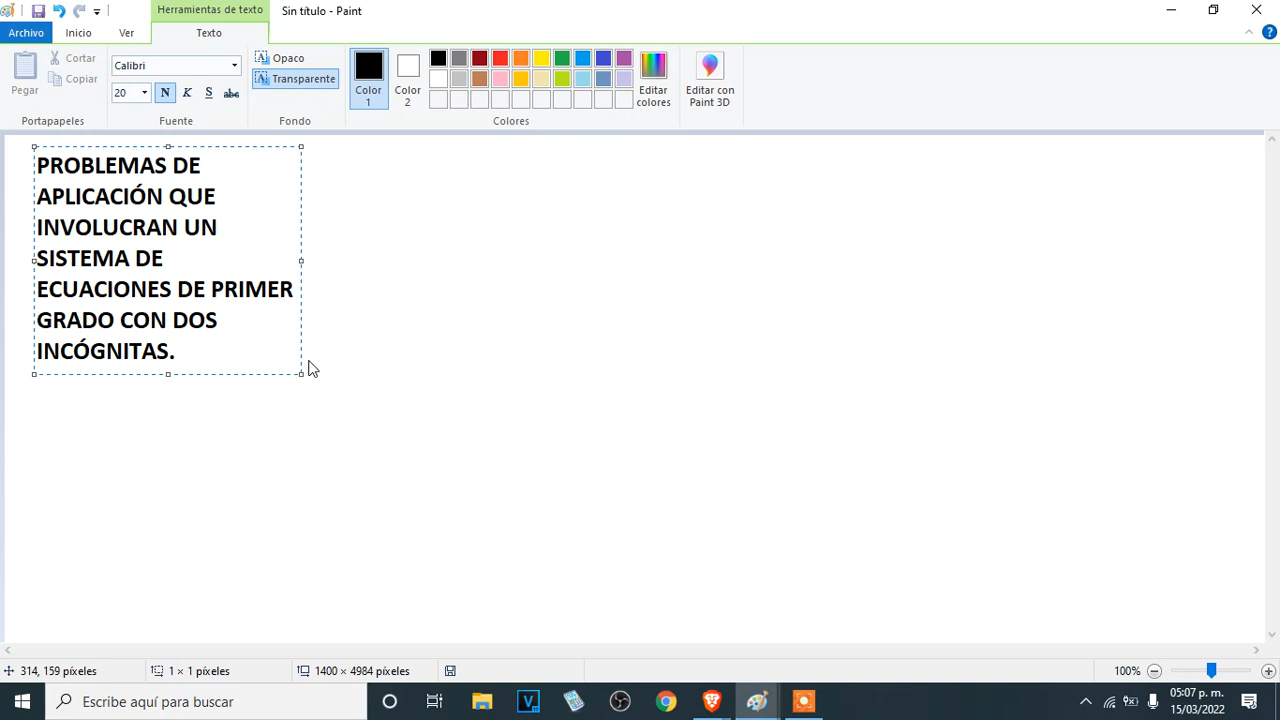 Herramientas de texto
Sin título - Paint
Archivo
Inicio
Ver
Texto
Pegar
Cortar
Copiar
Portapapeles
Calibri
20
N
K
S
abc
Fuente
Opaco
Transparente
Fondo
Color
1
Color
2
Editar
colores
Colores
Editar con
Paint 3D
PROBLEMAS DE
APLICACIÓN QUE
INVOLUCRAN UN
SISTEMA DE
ECUACIONES DE PRIMER
GRADO CON DOS
INCÓGNITAS.
314, 159 píxeles
1 × 1 píxeles
1400 × 4984 píxeles
100%
Escribe aquí para buscar
05:07 p. m.
15/03/2022